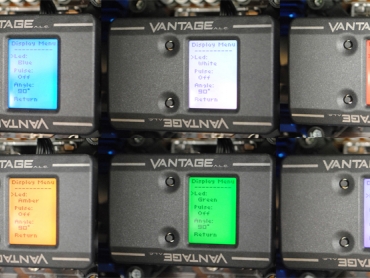 VANTAGE A.L.C
VANTAGE A.L.C
Display Menu
>Led:
Blue
Pulse:
Off
Angle:
90°
Return
Display Menu
>Led:
White
Pulse:
Off
Angle:
90°
Return
VANTAGE
VANTAGE
VANTAGE A.L.C
VANTAGE A.L.C
Display Menu
>Led:
Amber
Pulse:
Off
Angle:
90°
Return
Display Menu
>Led:
Green
Pulse:
Off
Angle:
90°
Return